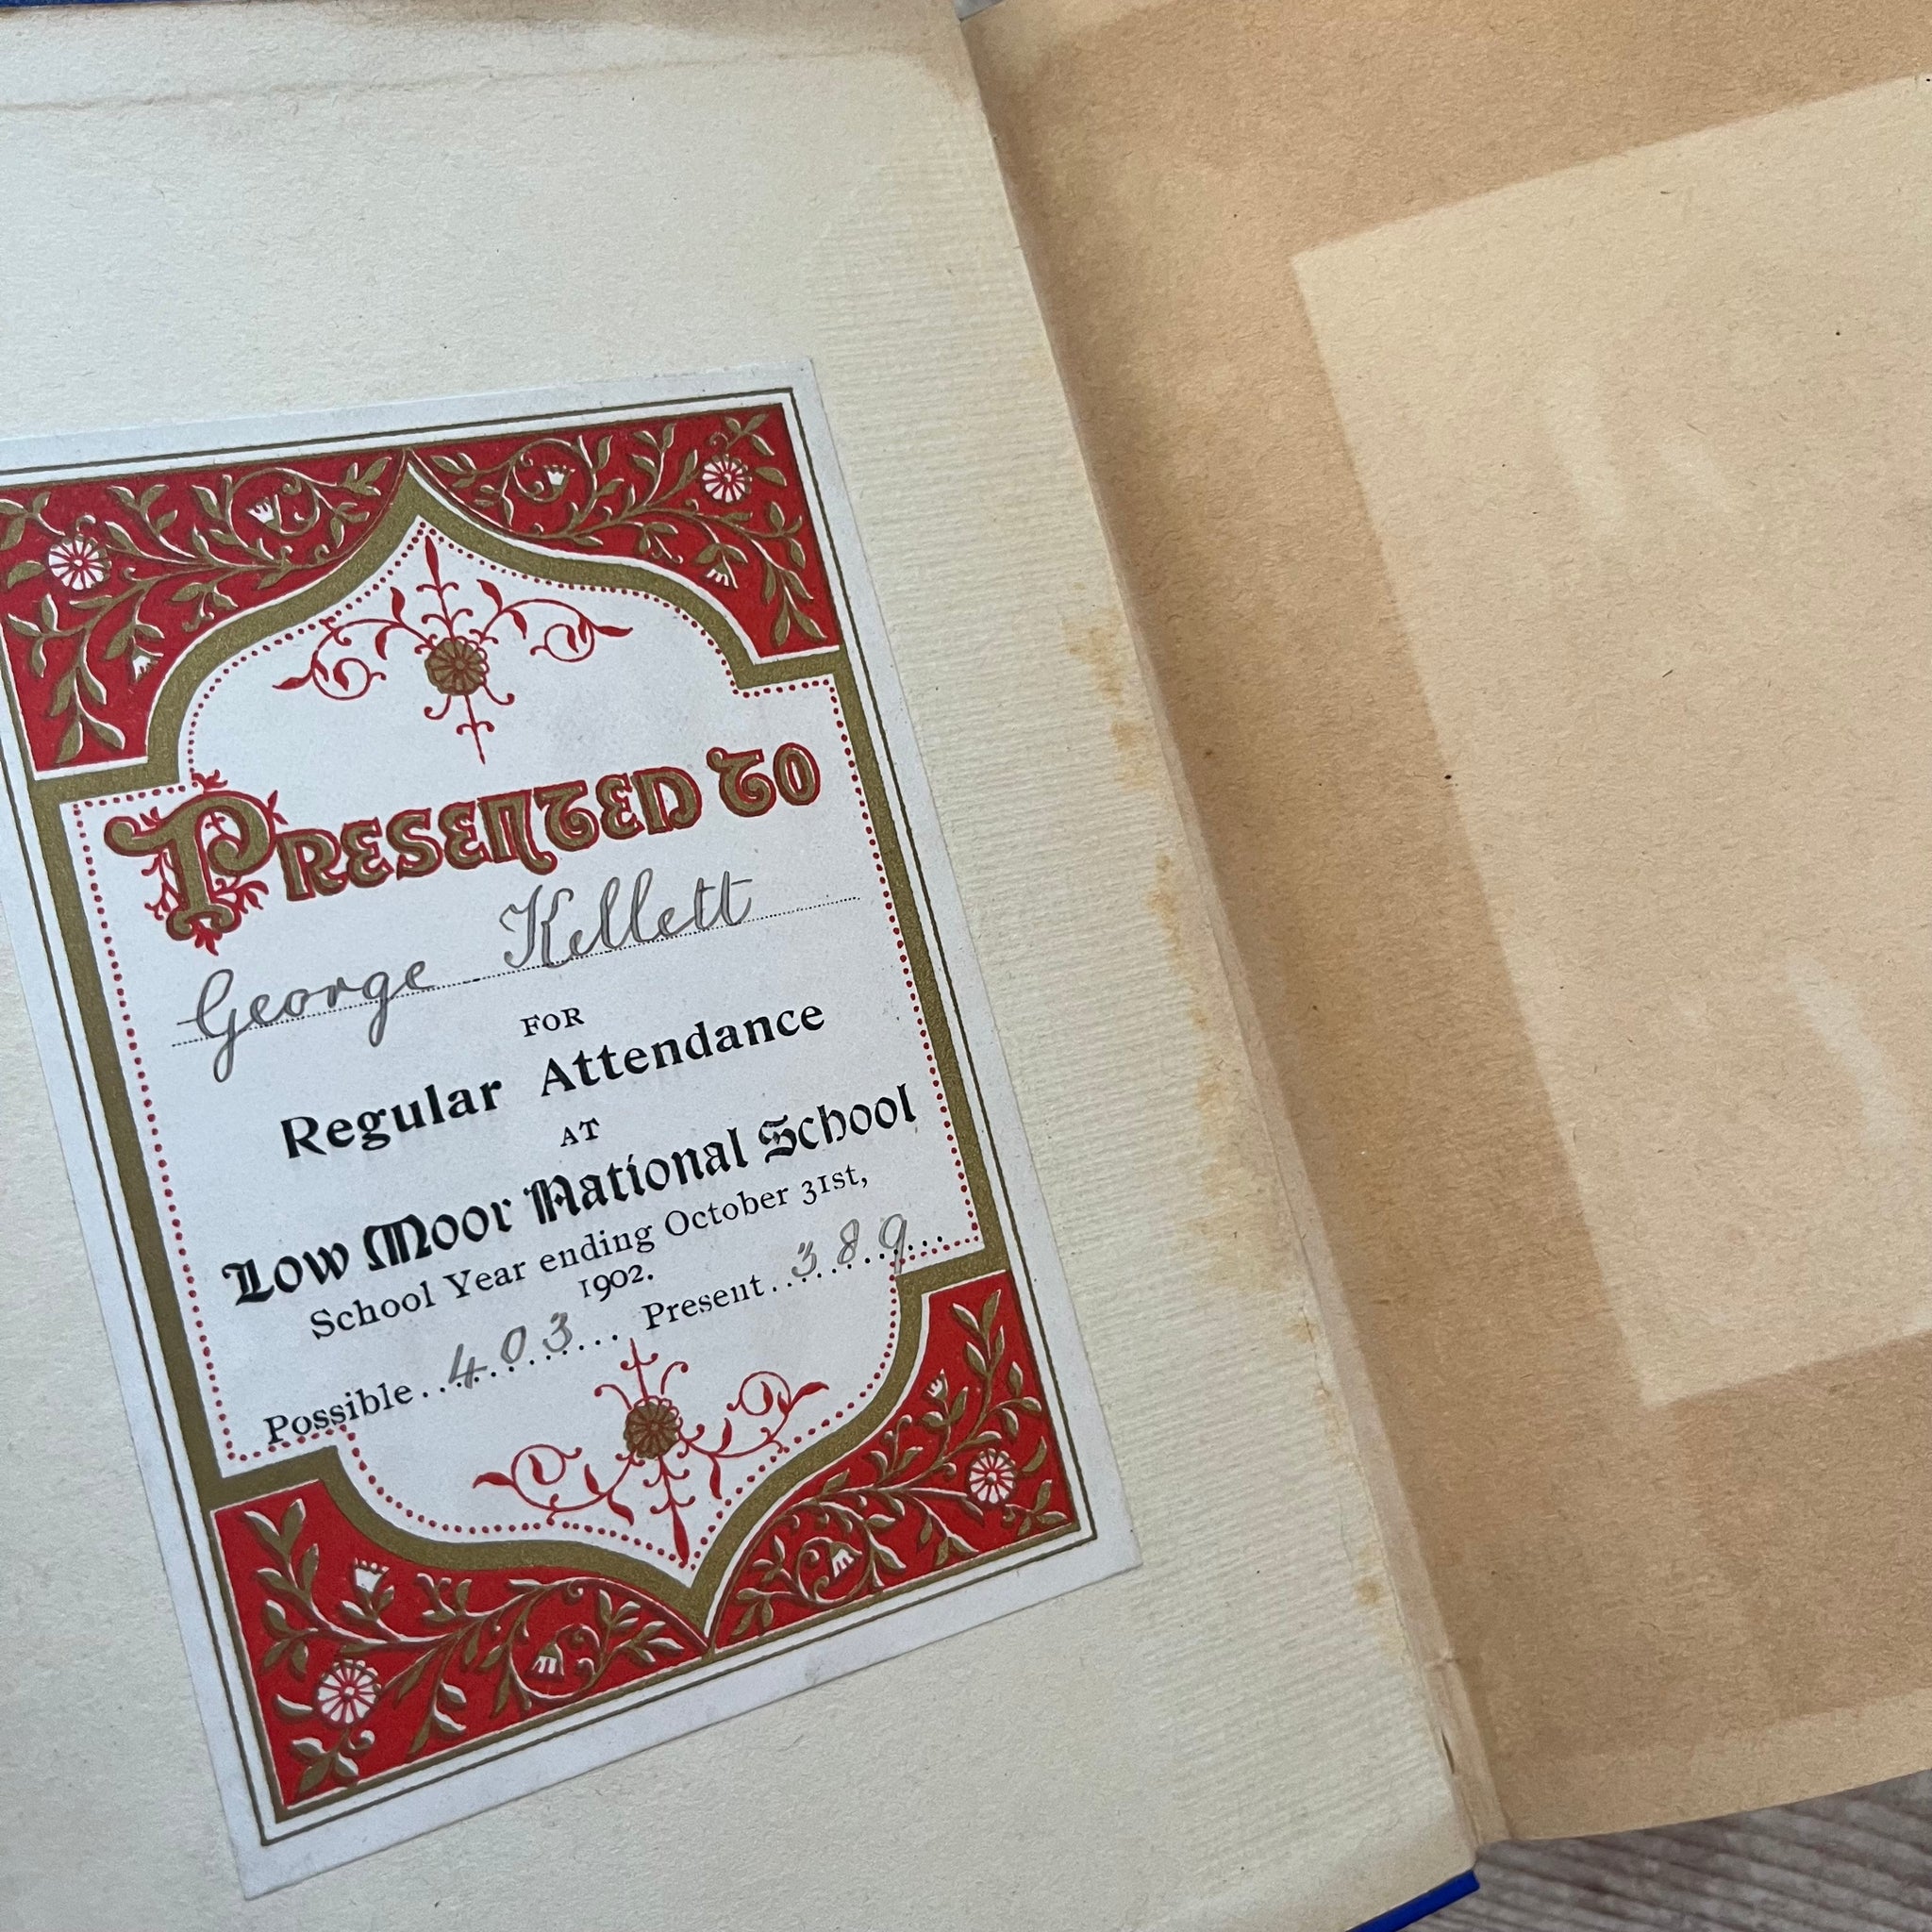 PRESENTED TO
George Kellett
FOR
Regular Attendance
AT
Low Moor National School
School Year ending October 31st,
1902.
Possible..403... Present..389...